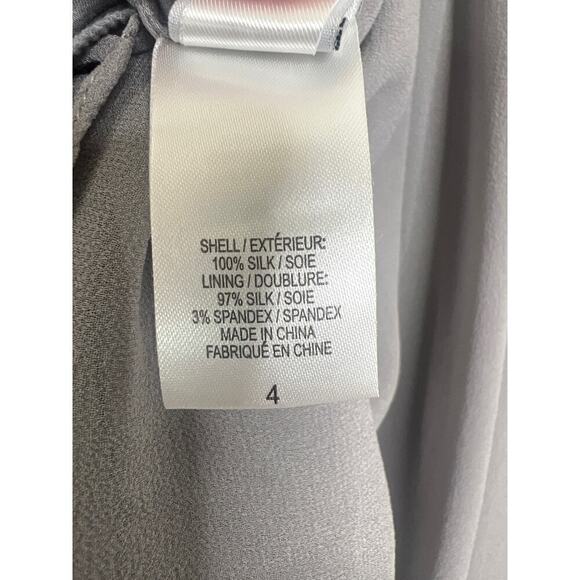 SHELL / EXTÉRIEUR:
100% SILK / SOIE
LINING / DOUBLURE:
97% SILK / SOIE
3% SPANDEX / SPANDEX
MADE IN CHINA
FABRIQUÉ EN CHINE
4